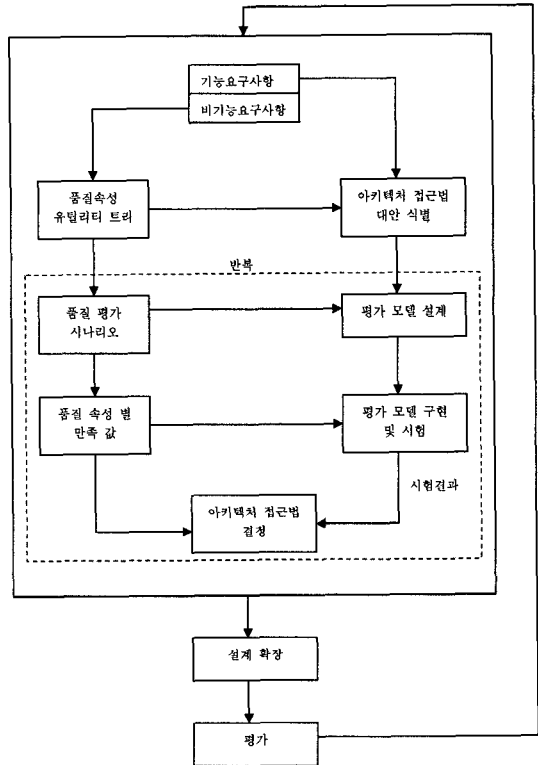 기능요구사항
비기능요구사항
품질속성
유틸리티 트리
아키텍처 접근법
대안 식별
반복
품질 평가
시나리오
평가 모델 설계
품질 속성 별
만족 값
평가 모델 구현
및 시험
시험결과
아키텍처 접근법
결정
설계 확장
평가